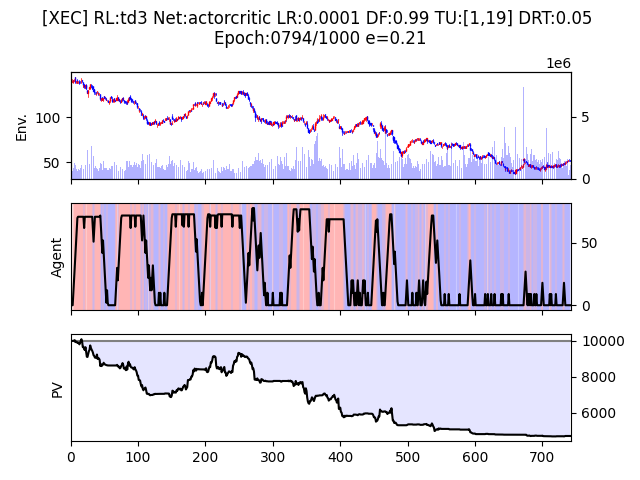 [XEC] RL:td3 Net:actorcritic LR:0.0001 DF:0.99 TU:[1,19] DRT:0.05
Epoch:0794/1000 e=0.21
1e6
Env.
100
50
5
0
Agent
50
0
PV
10000
8000
6000
0 100 200 300 400 500 600 700